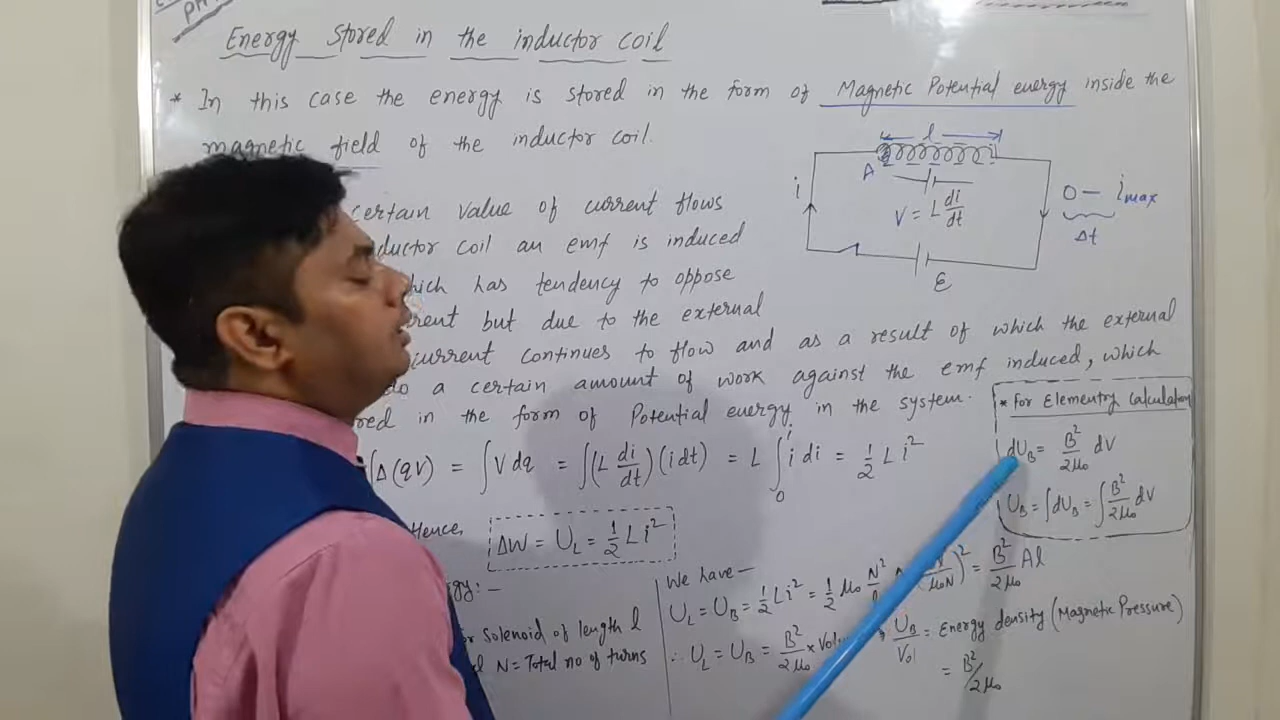 PH
Energy stored in the inductor coil
* In this case the energy is stored in the form of Magnetic Potential energy inside the
magnetic field of the inductor coil.
certain value of current flows
coil an emf is induced
which has tendency to oppose
but due to the external
current continues to flow and as a result of which the external
do a certain amount of work against the emf induced, which
in the form of Potential energy in the system.
l
A
i
V = L di/dt
0 — imax
Δt
E
∫Δ(qV) = ∫V dq = ∫(L di/dt)(i dt) = L ∫₀ⁱ i di = 1/2 L i²
Hence
ΔW = U_L = 1/2 L i²
* For Elementry Calculation
dU_B = B²/2μ₀ dV
U_B = ∫dU_B = ∫ B²/2μ₀ dV
:–
Solenoid of length l
N = Total no of turns
We have —
U_L = U_B = 1/2 L i² = 1/2 μ₀ N²/l μ₀N )² = B²/2μ₀ Al
∴ U_L = U_B = B²/2μ₀ × U_B/Vol = Energy density (Magnetic Pressure)
= B²/2μ₀